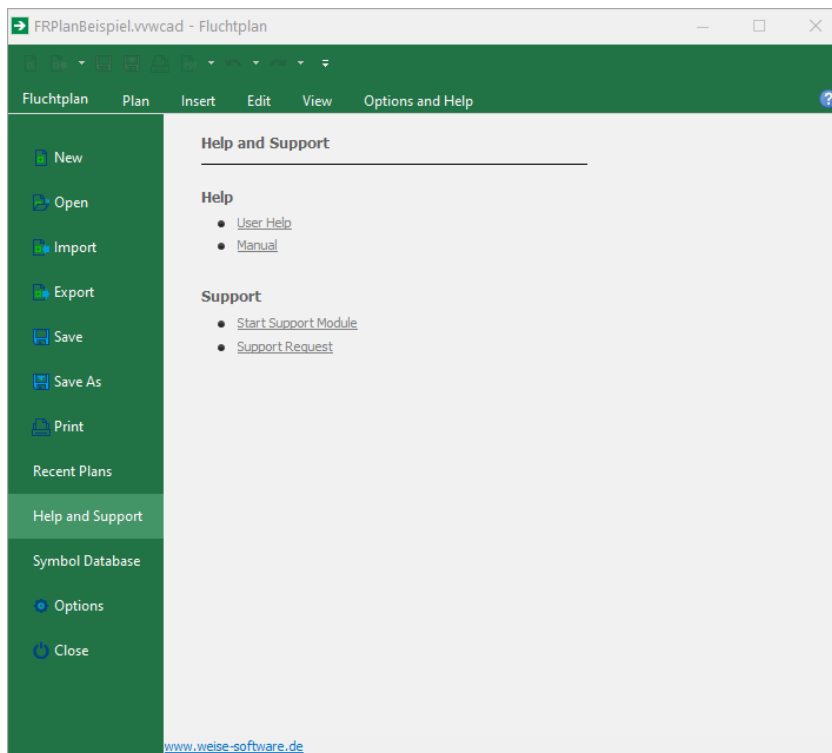 FRPlanBeispiel.vvwcad - Fluchtplan
Fluchtplan Plan Insert Edit View Options and Help ?
New
Open
Import
Export
Save
Save As
Print
Recent Plans
Help and Support
Symbol Database
Options
Close
Help and Support
Help
User Help
Manual
Support
Start Support Module
Support Request
www.weise-software.de